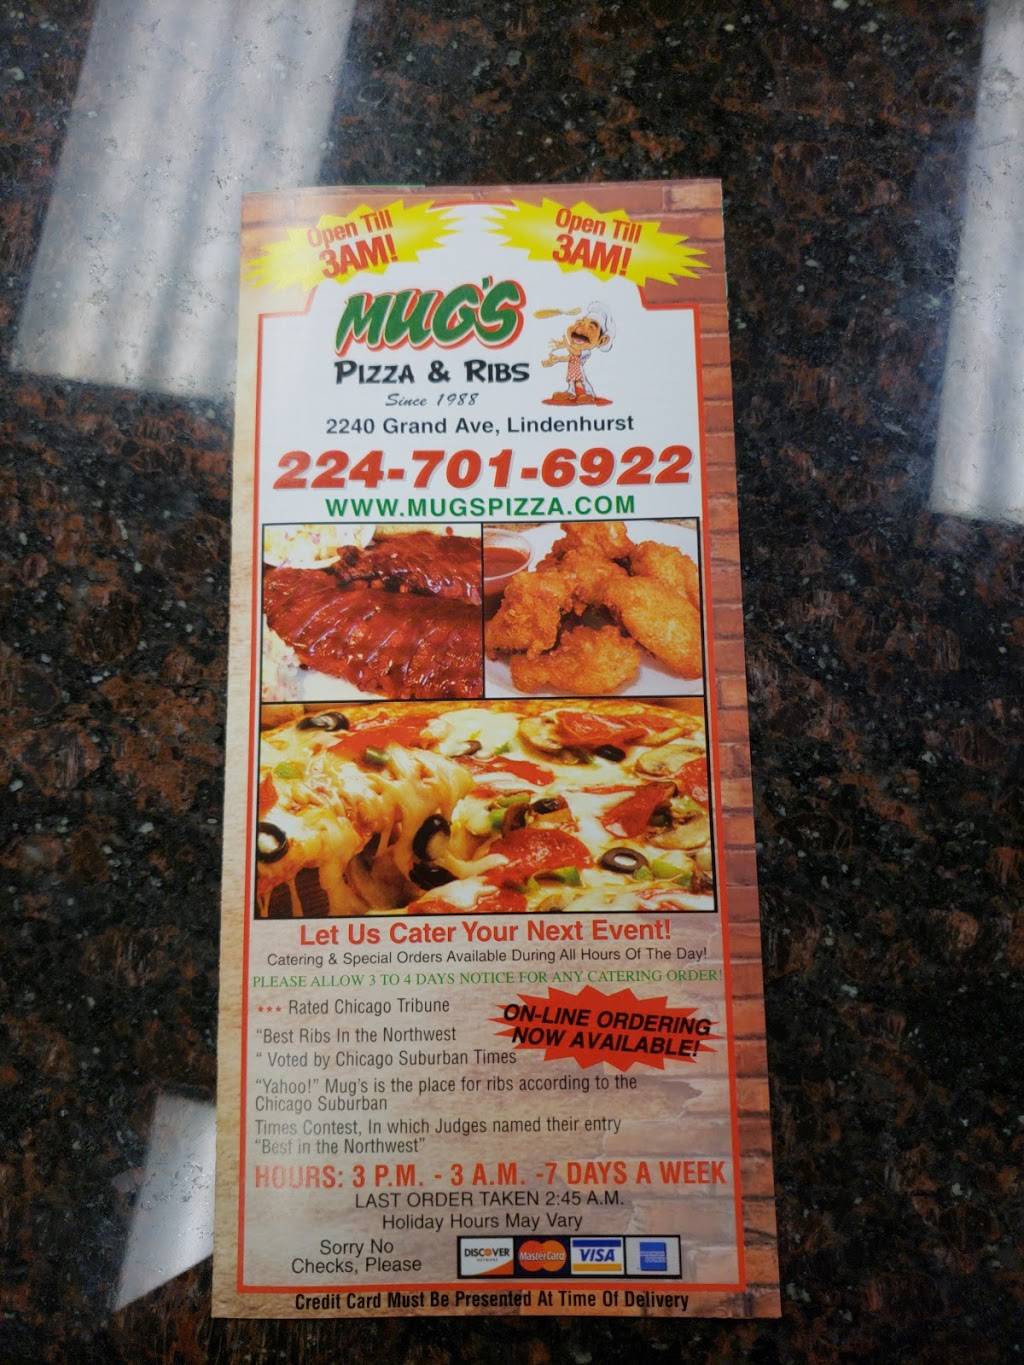 Open Till
3AM!
Open Till
3AM!
MUG'S
PIZZA & RIBS
Since 1988
2240 Grand Ave, Lindenhurst
224-701-6922
WWW.MUGSPIZZA.COM
Let Us Cater Your Next Event!
Catering & Special Orders Available During All Hours Of The Day!
PLEASE ALLOW 3 TO 4 DAYS NOTICE FOR ANY CATERING ORDER!
*** Rated Chicago Tribune
ON-LINE ORDERING
NOW AVAILABLE!
"Best Ribs In the Northwest
" Voted by Chicago Suburban Times
"Yahoo!" Mug's is the place for ribs according to the
Chicago Suburban
Times Contest, In which Judges named their entry
"Best in the Northwest"
HOURS: 3 P.M. - 3 A.M. -7 DAYS A WEEK
LAST ORDER TAKEN 2:45 A.M.
Holiday Hours May Vary
Sorry No
Checks, Please
DISCOVER
NETWORK
MasterCard
VISA
Credit Card Must Be Presented At Time Of Delivery